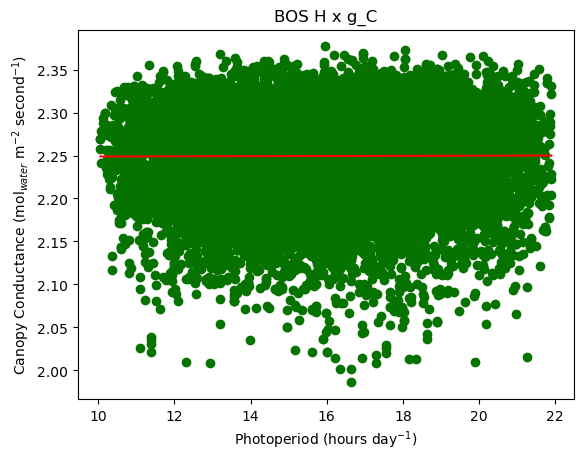 BOS H x g_C
Canopy Conductance (mol_water m⁻² second⁻¹)
2.35
2.30
2.25
2.20
2.15
2.10
2.05
2.00
10 12 14 16 18 20 22
Photoperiod (hours day⁻¹)